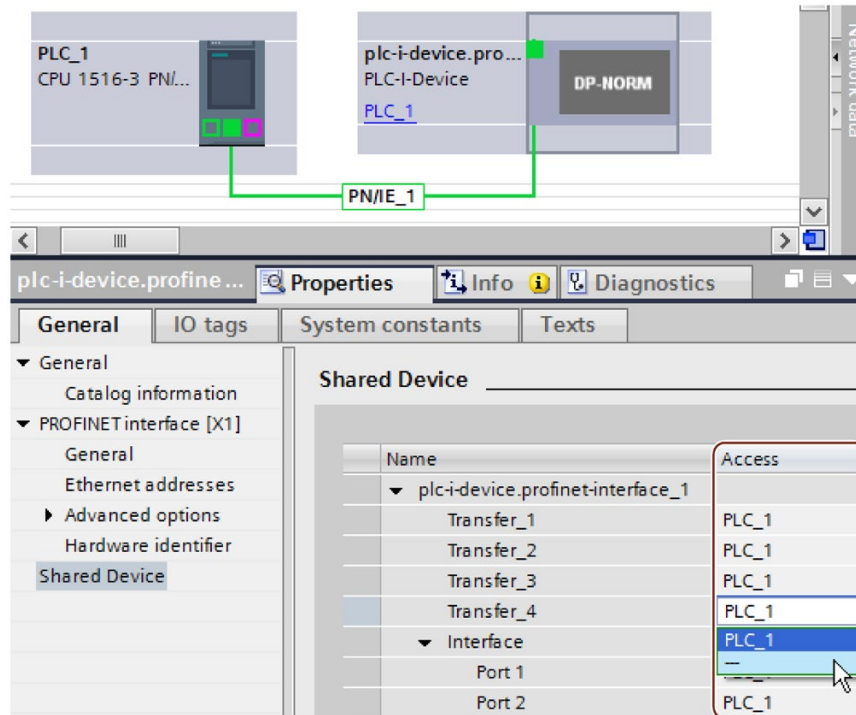 PLC_1
CPU 1516-3 PN/...
plc-i-device.pro...
PLC-I-Device
PLC_1
DP-NORM
PN/IE_1
Network data
plc-i-device.profine ...
Properties
Info
Diagnostics
General
IO tags
System constants
Texts
General
Catalog information
PROFINET interface [X1]
General
Ethernet addresses
Advanced options
Hardware identifier
Shared Device
Shared Device
Name Access
plc-i-device.profinet-interface_1
Transfer_1 PLC_1
Transfer_2 PLC_1
Transfer_3 PLC_1
Transfer_4 PLC_1
Interface PLC_1
Port 1 —
Port 2 PLC_1